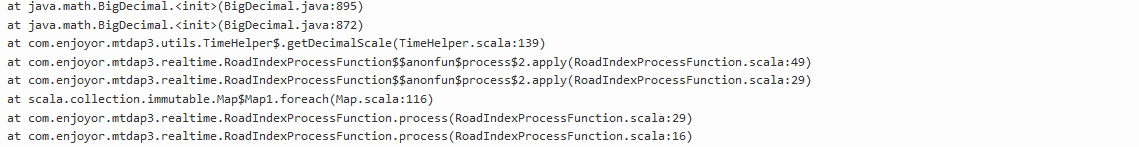 at java.math.BigDecimal.<init>(BigDecimal.java:895)
at java.math.BigDecimal.<init>(BigDecimal.java:872)
at com.enjoyor.mtdap3.utils.TimeHelper$.getDecimalScale(TimeHelper.scala:139)
at com.enjoyor.mtdap3.realtime.RoadIndexProcessFunction$$anonfun$process$2.apply(RoadIndexProcessFunction.scala:49)
at com.enjoyor.mtdap3.realtime.RoadIndexProcessFunction$$anonfun$process$2.apply(RoadIndexProcessFunction.scala:29)
at scala.collection.immutable.Map$Map1.foreach(Map.scala:116)
at com.enjoyor.mtdap3.realtime.RoadIndexProcessFunction.process(RoadIndexProcessFunction.scala:29)
at com.enjoyor.mtdap3.realtime.RoadIndexProcessFunction.process(RoadIndexProcessFunction.scala:16)